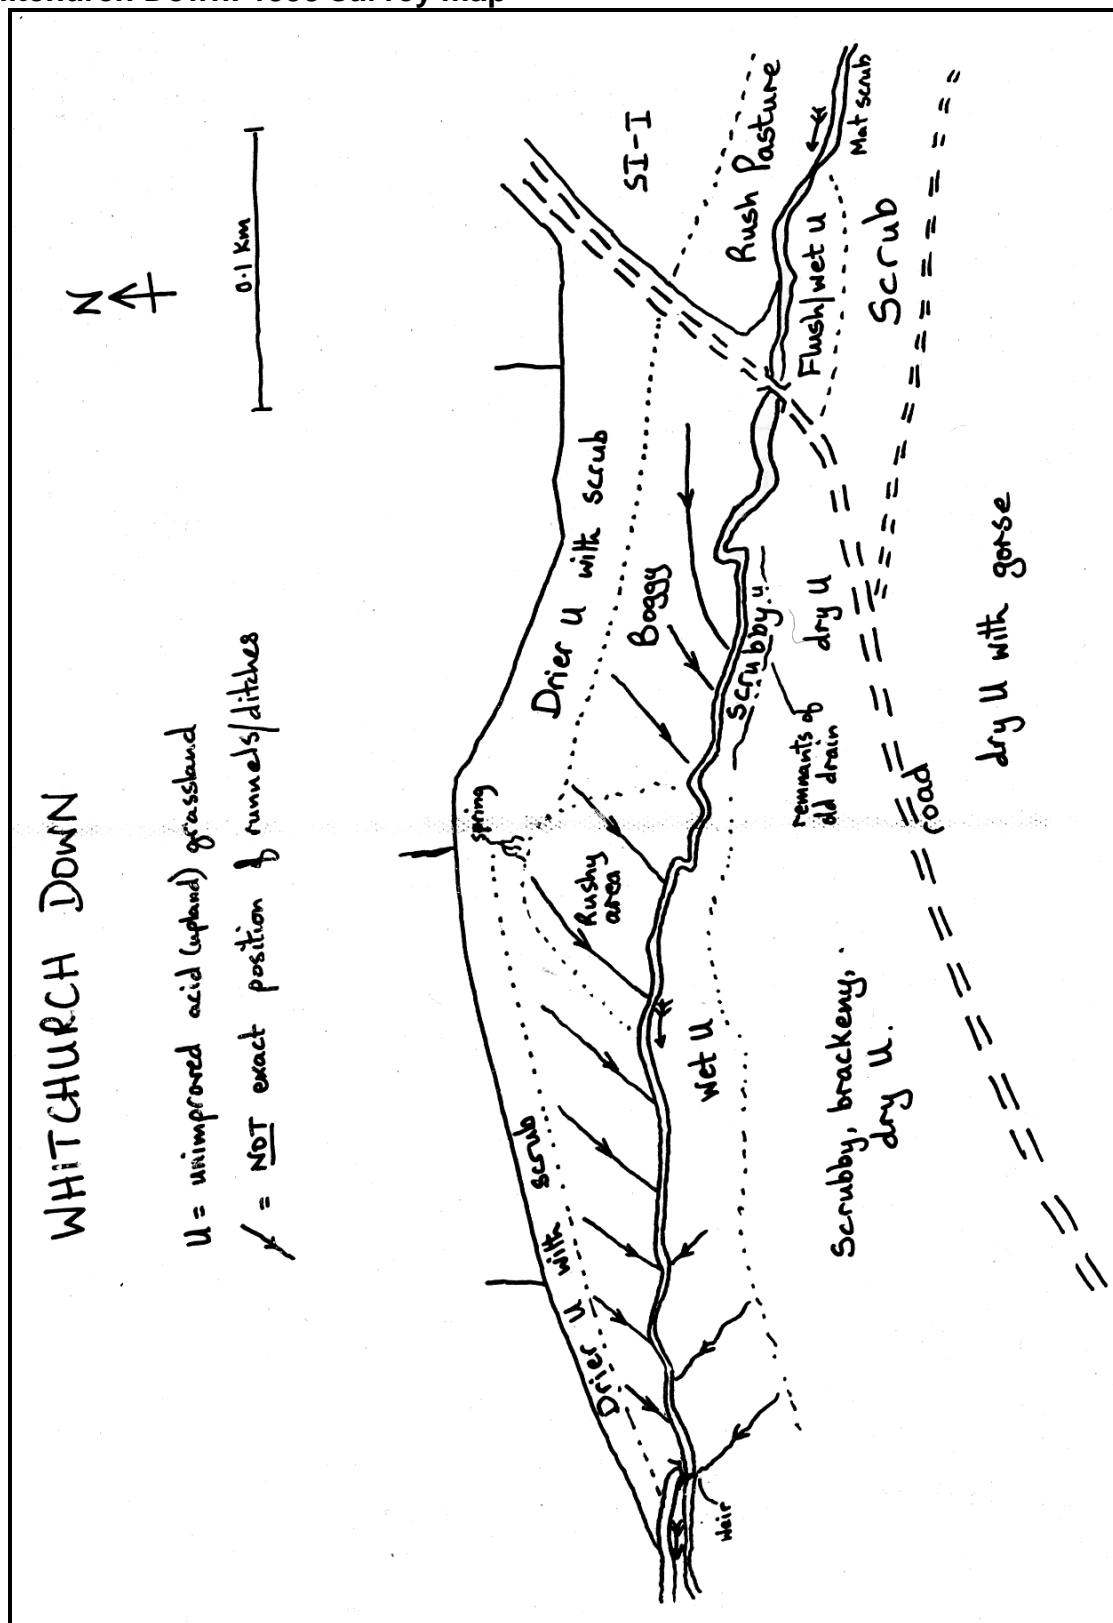 Down Survey Map
WHITCHURCH DOWN
U = unimproved acid (upland) grassland
= NOT exact position of runnels/ditches
N
0.1 Km
SI-I
Rush Pasture
Mat scrub
Flush/wet U
Scrub
Drier U with scrub
Boggy
Scrubby U
dry U
remnants of
old drain
spring
Rushy
area
road
dry U with gorse
Wet U
Scrubby, brackeny,
dry U.
Drier U with scrub
Weir